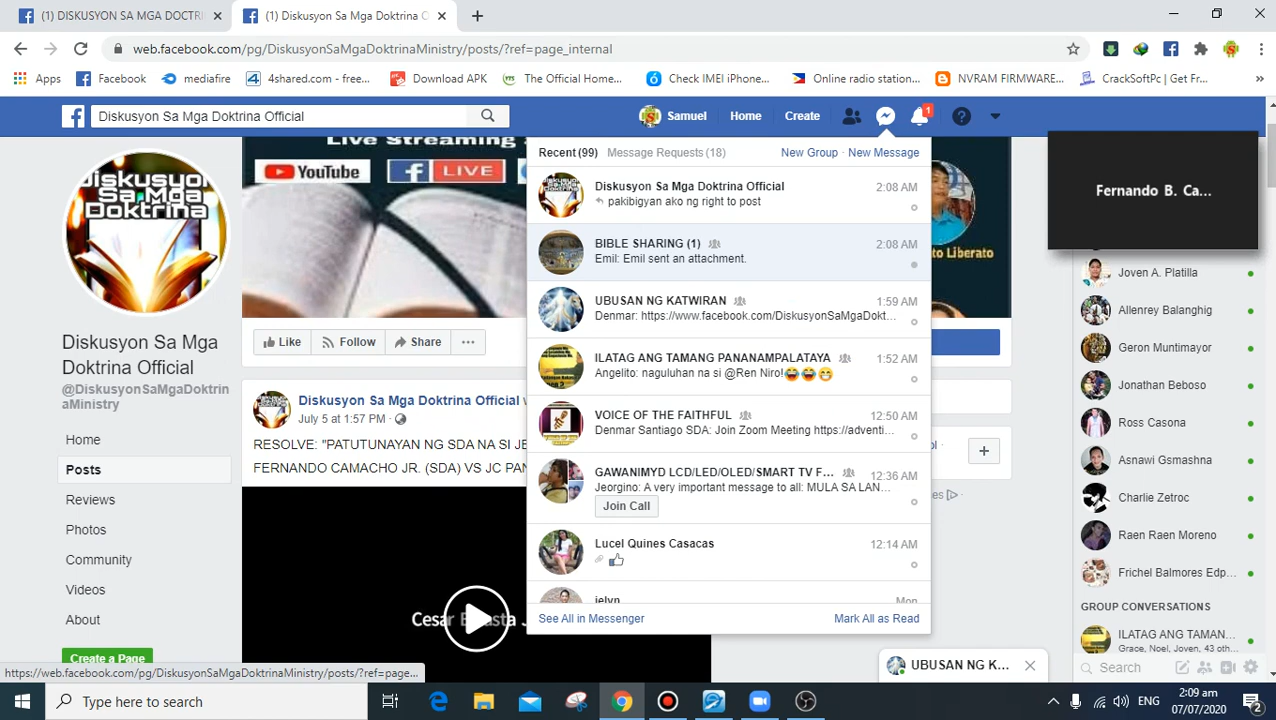 (1) DISKUSYON SA MGA DOCTRI
(1) Diskusyon Sa Mga Doktrina O
web.facebook.com/pg/DiskusyonSaMgaDoktrinaMinistry/posts/?ref=page_internal
Apps
Facebook
mediafire
4shared.com - free...
Download APK
The Official Home...
Check IMEI iPhone...
Online radio station...
NVRAM FIRMWARE...
CrackSoftPc | Get F...
Diskusyon Sa Mga Doktrina Official
Samuel
Home
Create
1
Live Streaming
YouTube
LIVE
Diskusyon
Sa Mga
Doktrina
Diskusyon Sa Mga
Doktrina Official
@DiskusyonSaMgaDoktrin
aMinistry
Home
Posts
Reviews
Photos
Community
Videos
About
Create a Page
Like
Follow
Share
Diskusyon Sa Mga Doktrina Official
July 5 at 1:57 PM
RESOLVE: "PATUTUNAYAN NG SDA NA SI JE
FERNANDO CAMACHO JR. (SDA) VS JC PAN
Recent (99)
Message Requests (18)
New Group · New Message
Diskusyon Sa Mga Doktrina Official
2:08 AM
pakibigyan ako ng right to post
BIBLE SHARING (1)
2:08 AM
Emil: Emil sent an attachment.
UBUSAN NG KATWIRAN
1:59 AM
Denmar: https://www.facebook.com/DiskusyonSaMgaDokt...
ILATAG ANG TAMANG PANANAMPALATAYA
1:52 AM
Angelito: naguluhan na si @Ren Niro!😂😂😁
VOICE OF THE FAITHFUL
12:50 AM
Denmar Santiago SDA: Join Zoom Meeting https://adventi...
GAWANIMYD LCD/LED/OLED/SMART TV F...
12:36 AM
Jeorgino: A very important message to all: MULA SA LAN...
Join Call
Lucel Quines Casacas
12:14 AM
jelyn
Mon
See All in Messenger
Mark All as Read
o Liberato
Fernando B. Ca...
Joven A. Platilla
Allenrey Balanghig
Geron Muntimayor
Jonathan Beboso
Ross Casona
Asnawi Gsmashna
Charlie Zetroc
Raen Raen Moreno
Frichel Balmores Edp...
GROUP CONVERSATIONS
ILATAG ANG TAMAN...
Grace, Noel, Joven, 43 oth...
Search
UBUSAN NG K...
https://web.facebook.com/pg/DiskusyonSaMgaDoktrinaMinistry/posts/?ref=page...
Type here to search
ENG
2:09 am
07/07/2020
2